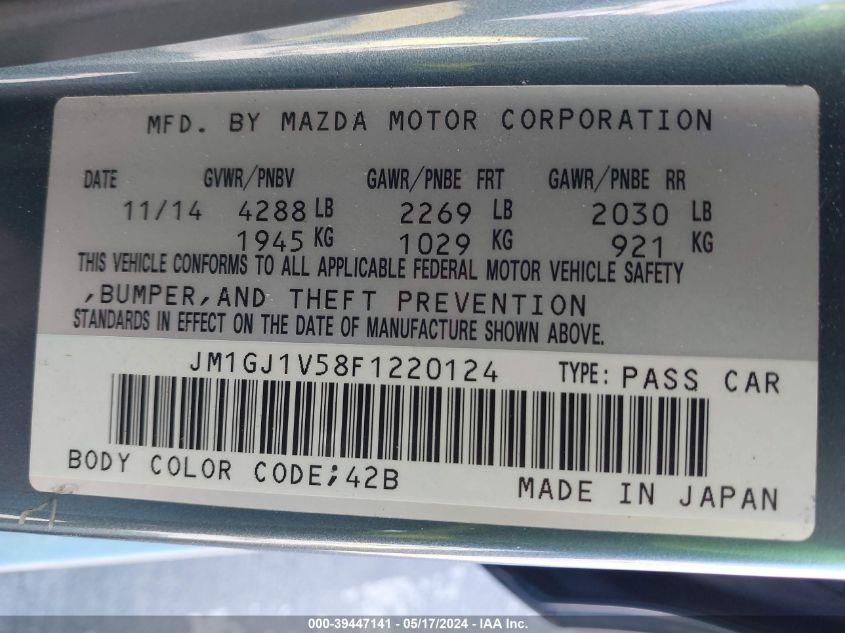 MFD. BY MAZDA MOTOR CORPORATION
DATE GVWR/PNBV GAWR/PNBE FRT GAWR/PNBE RR
11/14 4288 LB 2269 LB 2030 LB
1945 KG 1029 KG 921 KG
THIS VEHICLE CONFORMS TO ALL APPLICABLE FEDERAL MOTOR VEHICLE SAFETY
,BUMPER,AND THEFT PREVENTION
STANDARDS IN EFFECT ON THE DATE OF MANUFACTURE SHOWN ABOVE.
JM1GJ1V58F1220124 TYPE: PASS CAR
BODY COLOR CODE;42B
MADE IN JAPAN
000-39447141 — 05/17/2024 — IAA Inc.